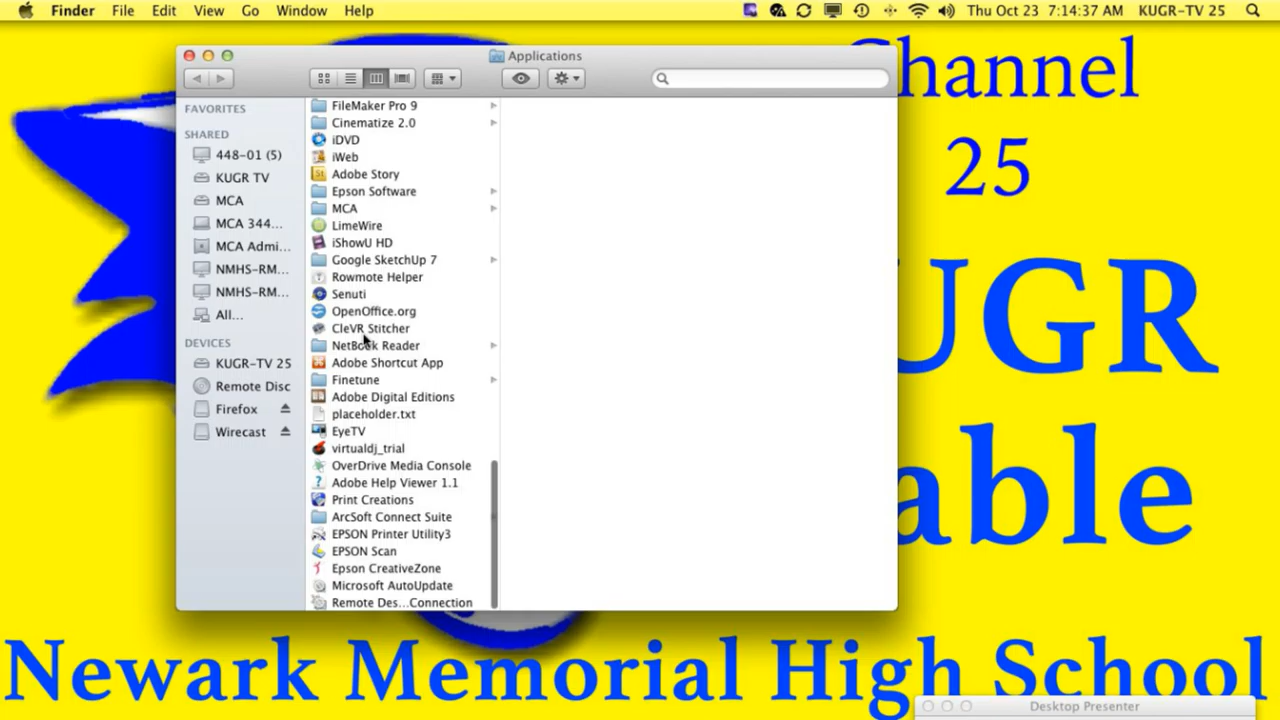 Finder File Edit View Go Window Help Thu Oct 23 7:14:37 AM KUGR-TV 25
Applications
FAVORITES
SHARED
448-01 (5)
KUGR TV
MCA
MCA 344...
MCA Admi...
NMHS-RM...
NMHS-RM...
All...
DEVICES
KUGR-TV 25
Remote Disc
Firefox
Wirecast
FileMaker Pro 9
Cinematize 2.0
iDVD
iWeb
Adobe Story
Epson Software
MCA
LimeWire
iShowU HD
Google SketchUp 7
Rowmote Helper
Senuti
OpenOffice.org
CleVR Stitcher
NetBook Reader
Adobe Shortcut App
Finetune
Adobe Digital Editions
placeholder.txt
EyeTV
virtualdj_trial
OverDrive Media Console
Adobe Help Viewer 1.1
Print Creations
ArcSoft Connect Suite
EPSON Printer Utility3
EPSON Scan
Epson CreativeZone
Microsoft AutoUpdate
Remote Des...Connection
hannel
25
UGR
able
Newark Memorial High School
Desktop Presenter